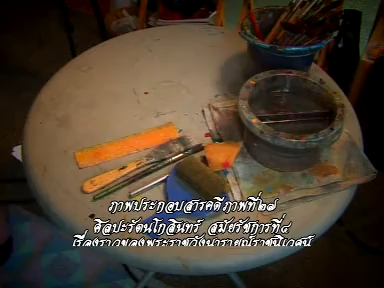 ภาพประกอบสารคดีภาพที่๒๗
ศิลปะรัตนโกสินทร์ สมัยรัชกาลที่๔
เรื่องราวของพระราชวังนารายณ์ราชนิเวศน์